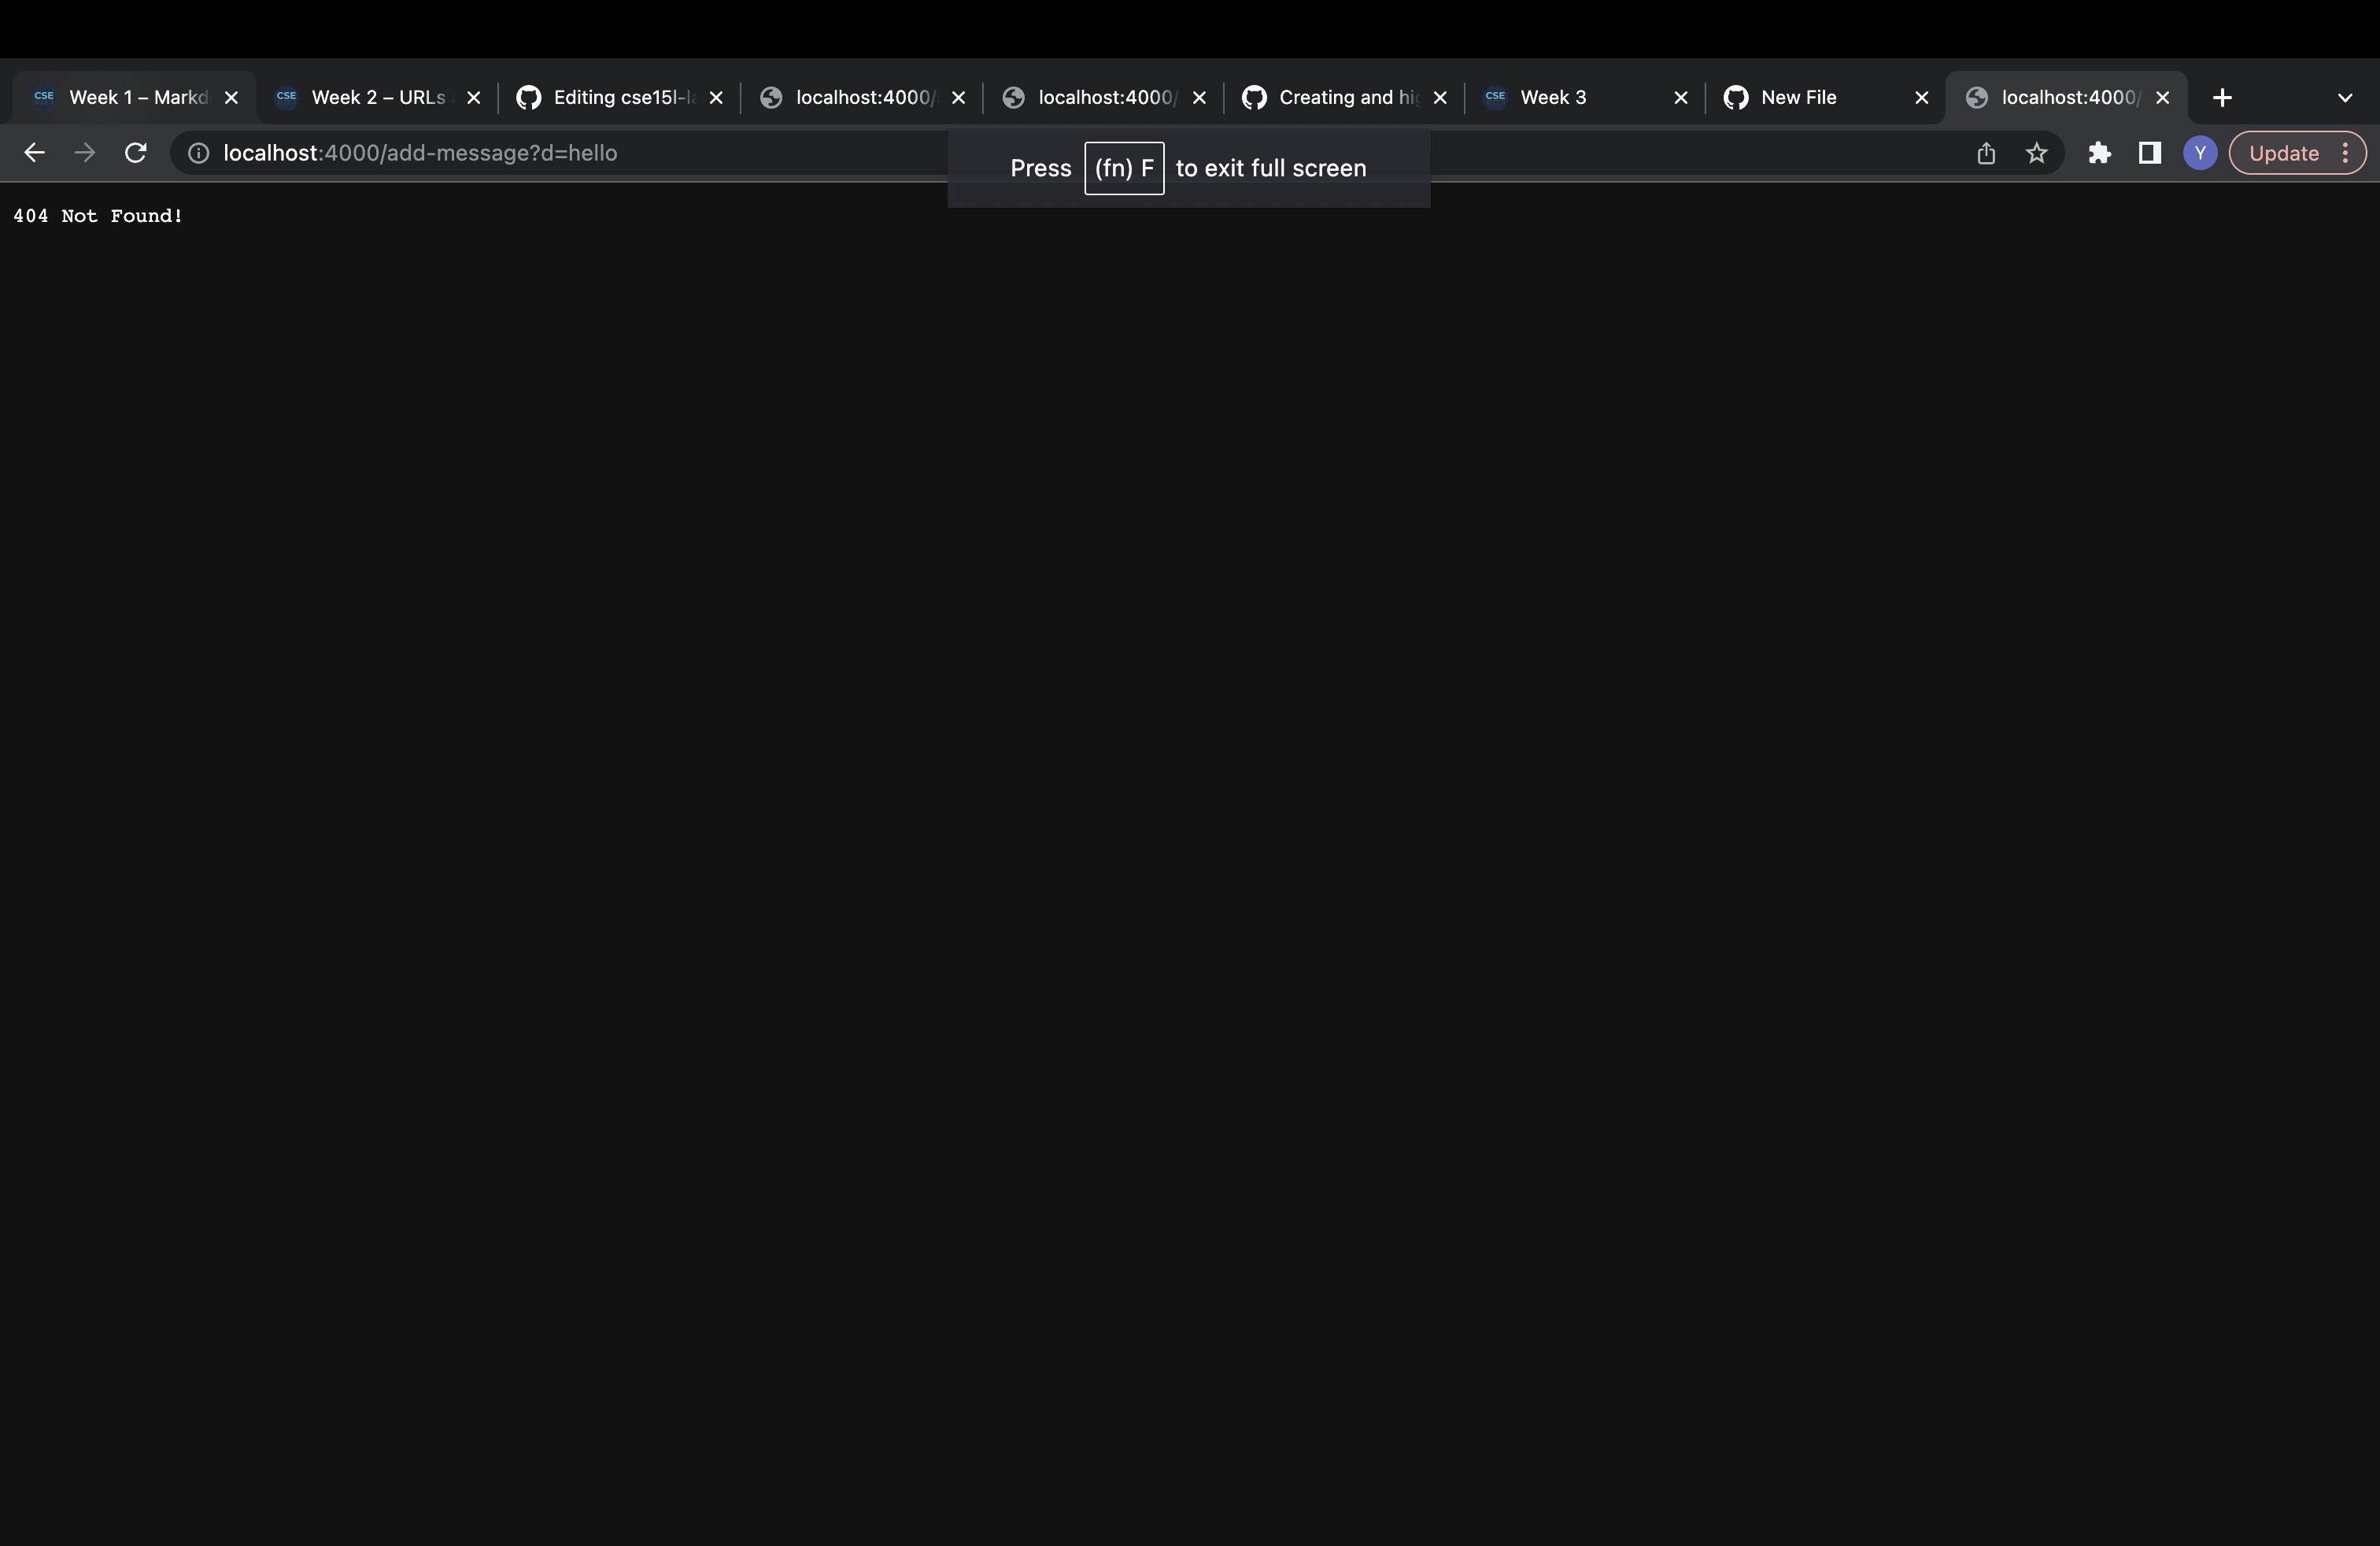 CSE Week 1 – Markd CSE Week 2 – URLs Editing cse15l-la localhost:4000/ localhost:4000/ Creating and hig CSE Week 3 New File localhost:4000/
localhost:4000/add-message?d=hello Y Update
Press (fn) F to exit full screen
404 Not Found!